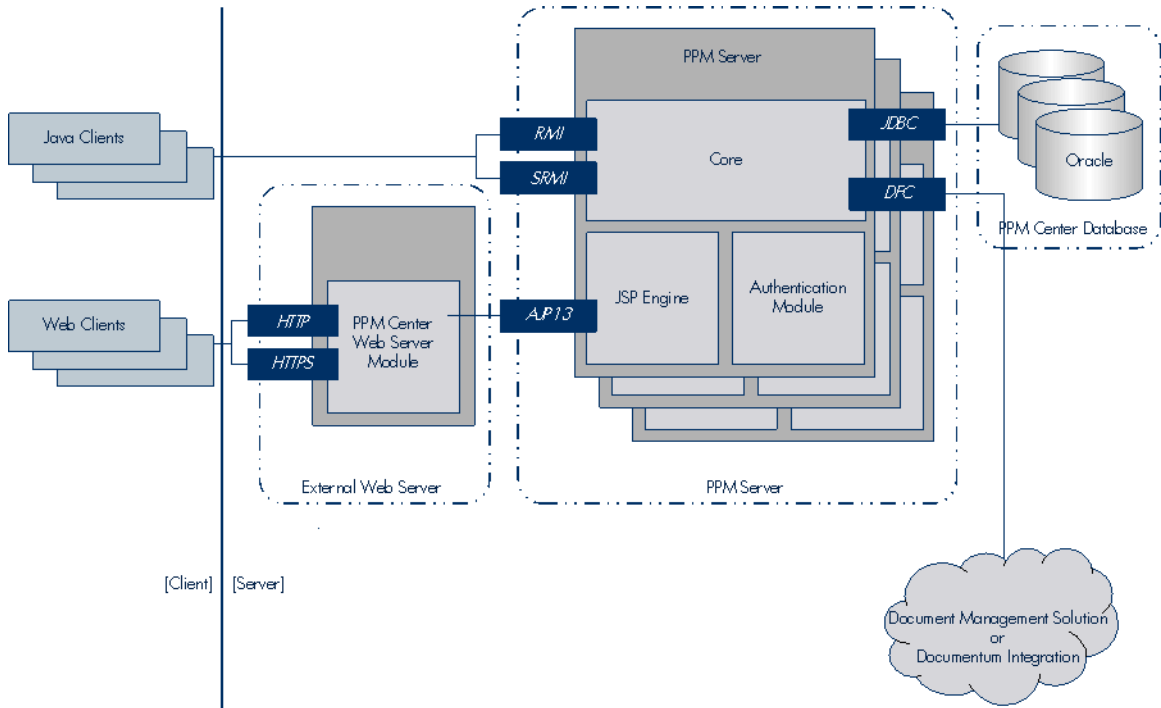 PPM Server
Java Clients
RMI
SRMI
Core
JDBC
DFC
Oracle
PPM Center Database
Web Clients
HTTP
HTTPS
PPM Center
Web Server
Module
AJP13
JSP Engine
Authentication
Module
External Web Server
PPM Server
[Client]
[Server]
Document Management Solution
or
Documentum Integration